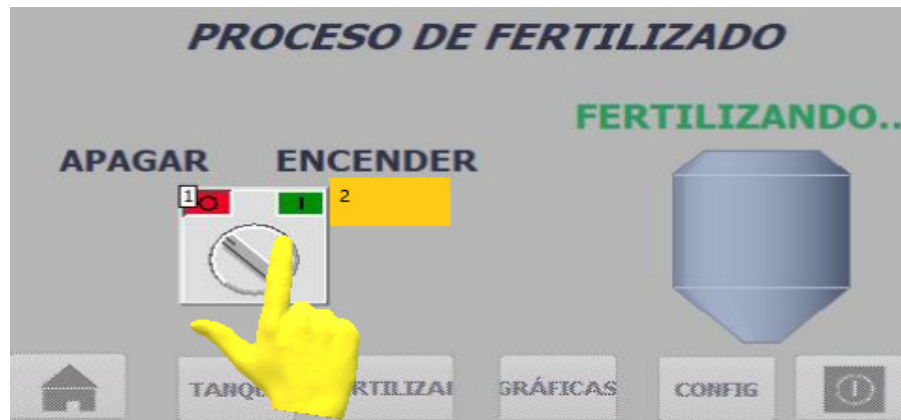 PROCESO DE FERTILIZADO
FERTILIZANDO..
APAGAR ENCENDER
1 2
GRÁFICAS CONFIG